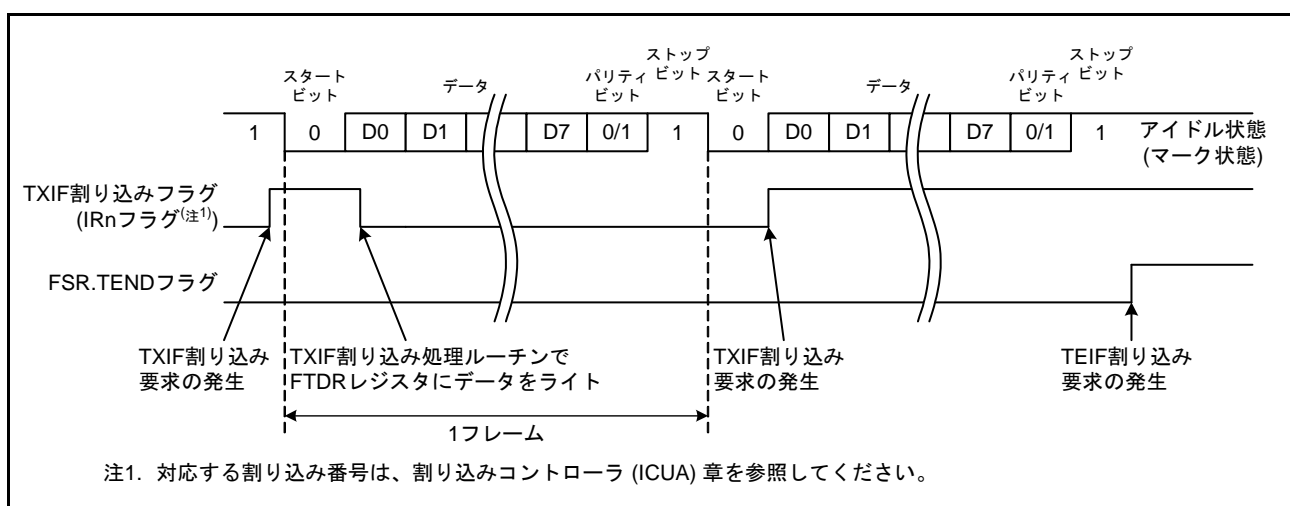 スタート
ビット
データ
パリティ
ビット
ストップ
ビット
スタート
ビット
データ
パリティ
ビット
ストップ
ビット
1 0 D0 D1 D7 0/1 1 0 D0 D1 D7 0/1 1
アイドル状態
(マーク状態)
TXIF割り込みフラグ
(IRnフラグ(注1))
FSR.TENDフラグ
TXIF割り込み
要求の発生
TXIF割り込み処理ルーチンで
FTDRレジスタにデータをライト
TXIF割り込み
要求の発生
TEIF割り込み
要求の発生
1フレーム
注1. 対応する割り込み番号は、割り込みコントローラ (ICUA) 章を参照してください。